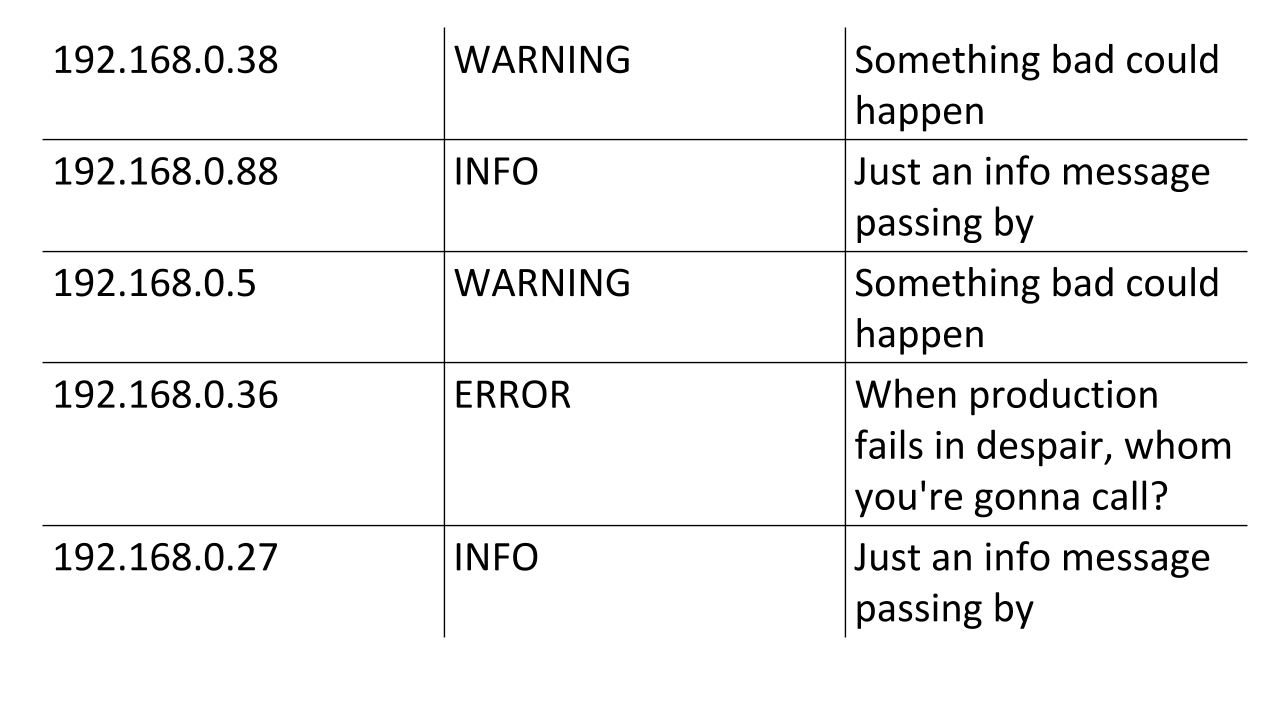 192.168.0.38 WARNING Something bad could
happen
192.168.0.88 INFO Just an info message
passing by
192.168.0.5 WARNING Something bad could
happen
192.168.0.36 ERROR When production
fails in despair, whom
you're gonna call?
192.168.0.27 INFO Just an info message
passing by